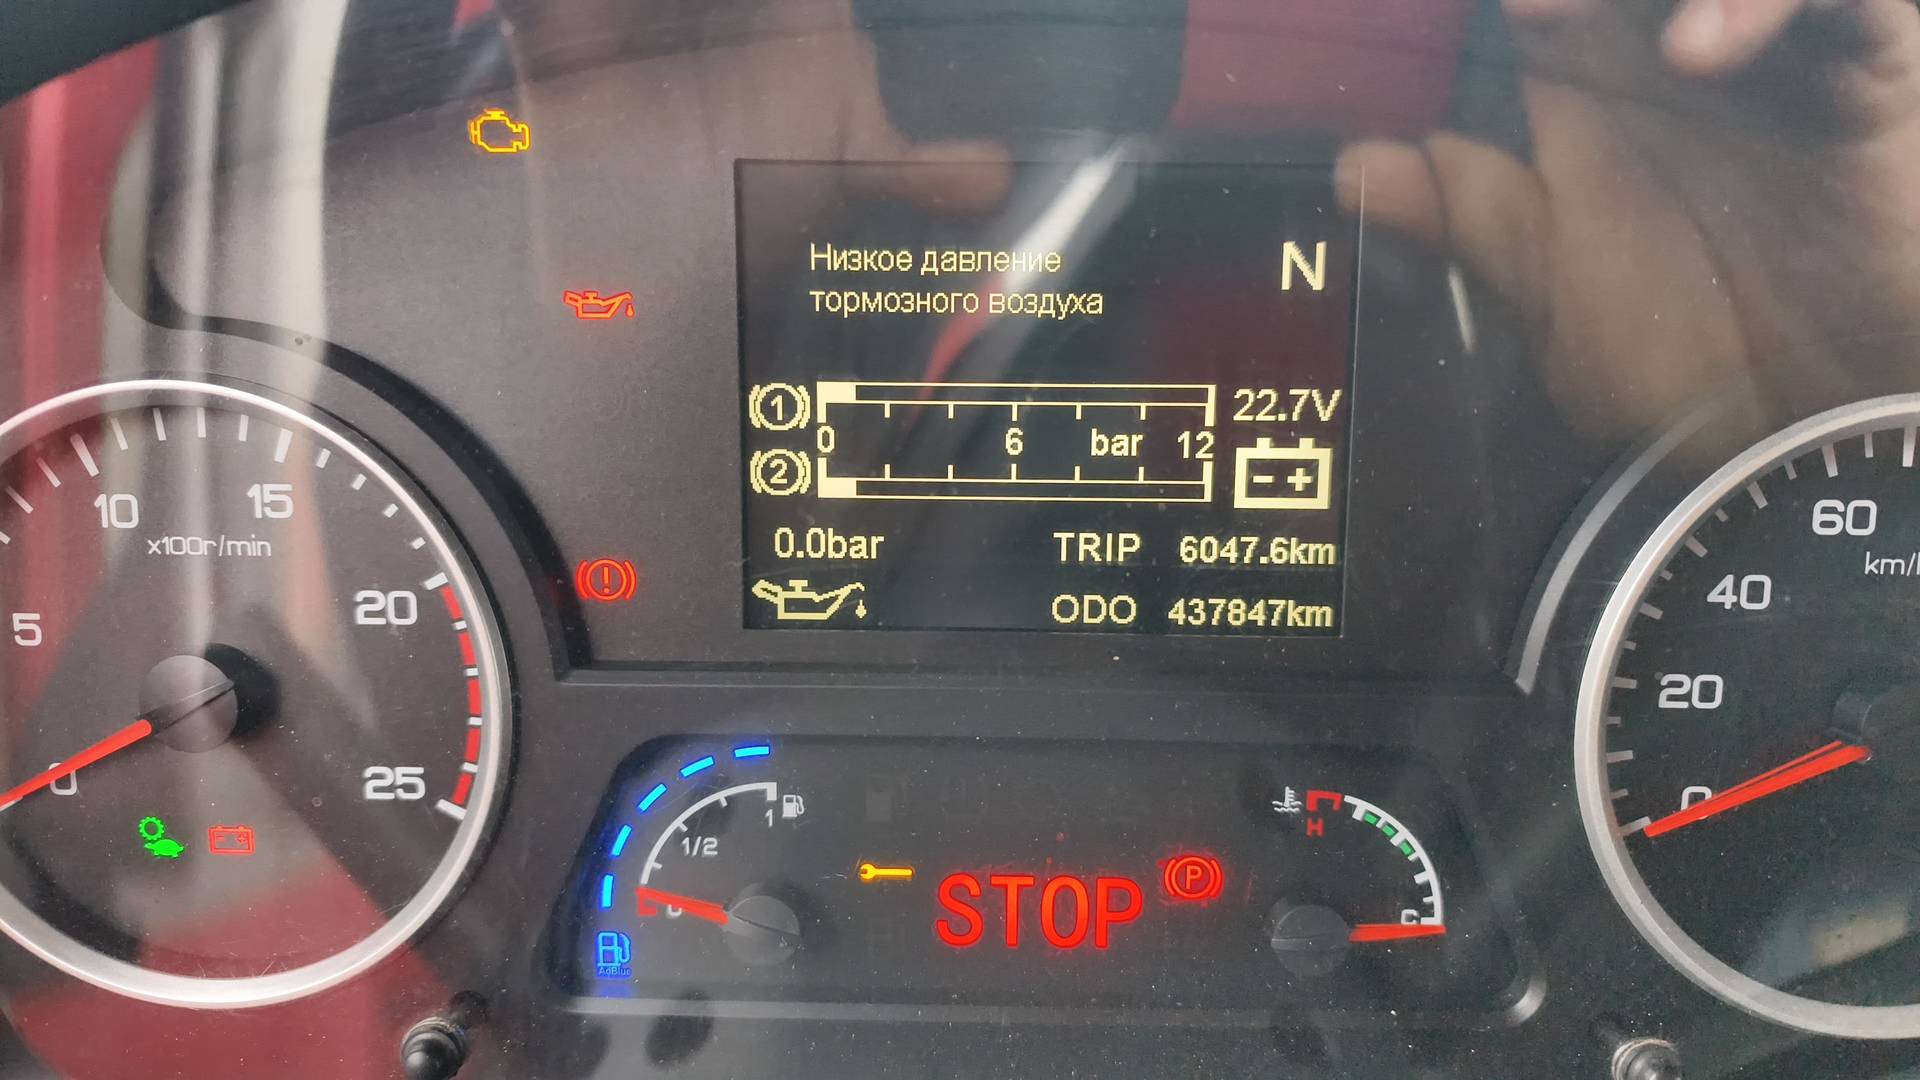 Низкое давление
тормозного воздуха
N
1
22.7V
0 6 bar 12
2
0.0bar
TRIP 6047.6km
ODO 437847km
0
5
10
15
20
25
x100r/min
0
20
40
60
1/2
1
AdBlue
STOP
P
H
C